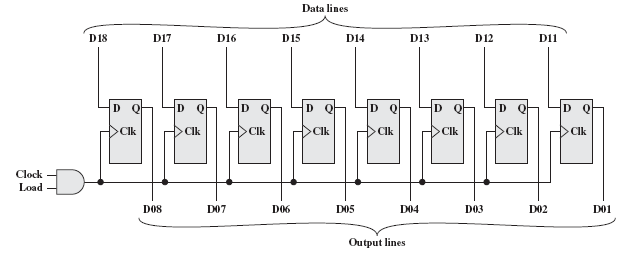 Data lines
D18 D17 D16 D15 D14 D13 D12 D11
D Q D Q D Q D Q D Q D Q D Q D Q
Clk Clk Clk Clk Clk Clk Clk Clk
Clock
Load
D08 D07 D06 D05 D04 D03 D02 D01
Output lines